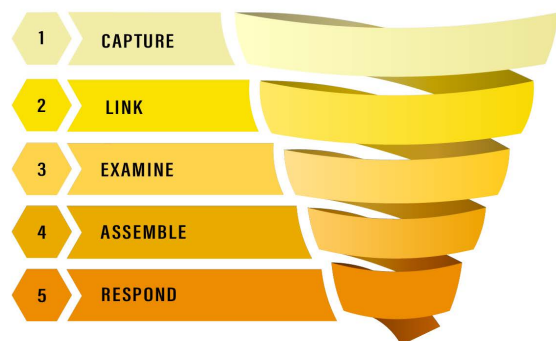 1 CAPTURE
2 LINK
3 EXAMINE
4 ASSEMBLE
5 RESPOND